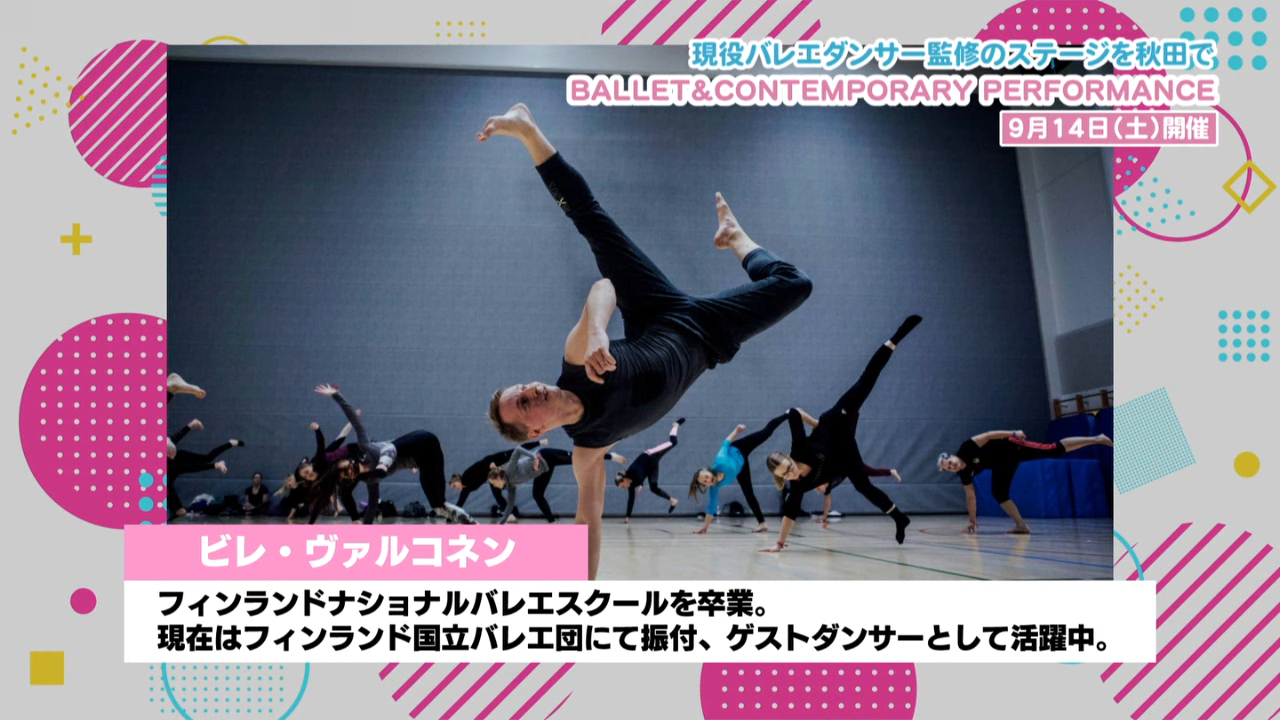 現役バレエダンサー監修のステージを秋田で
BALLET&CONTEMPORARY PERFORMANCE
9月14日(土)開催
ビレ・ヴァルコネン
フィンランドナショナルバレエスクールを卒業。
現在はフィンランド国立バレエ団にて振付、ゲストダンサーとして活躍中。